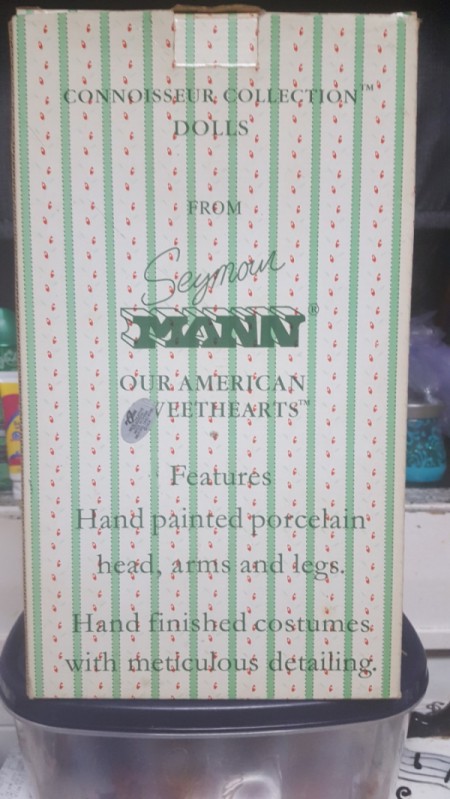 CONNOISSEUR COLLECTION™
DOLLS
FROM
Seymour
MANN®
OUR AMERICAN
WEETHEARTS™
Features
Hand painted porcelain
head, arms and legs.
Hand finished costumes
with meticulous detailing.